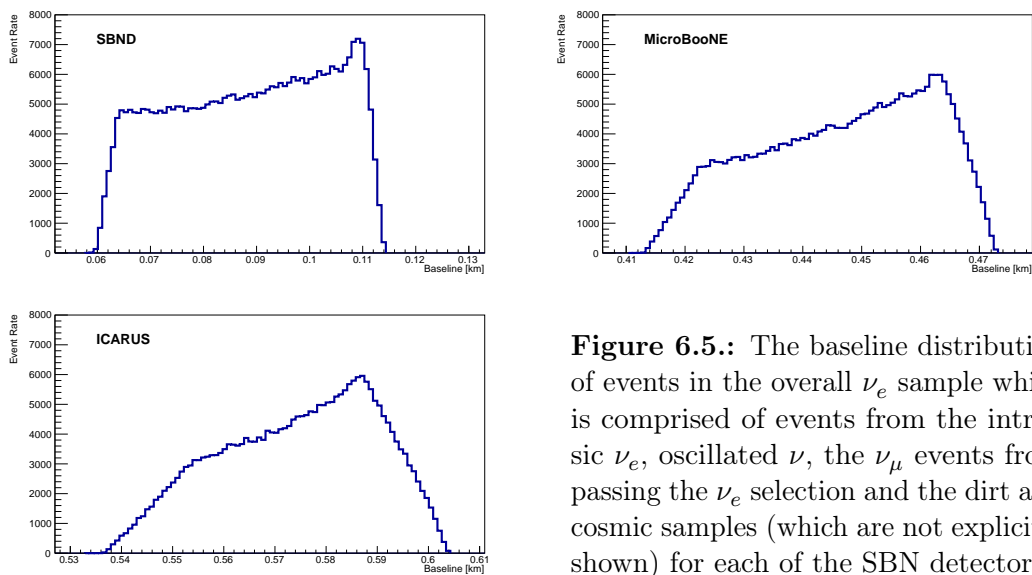 8000
7000
6000
5000
4000
3000
2000
1000
0
Event Rate
SBND
0.06 0.07 0.08 0.09 0.1 0.11 0.12 0.13
Baseline [km]
8000
7000
6000
5000
4000
3000
2000
1000
0
Event Rate
MicroBooNE
0.41 0.42 0.43 0.44 0.45 0.46 0.47
Baseline [km]
8000
7000
6000
5000
4000
3000
2000
1000
0
Event Rate
ICARUS
0.53 0.54 0.55 0.56 0.57 0.58 0.59 0.6 0.61
Baseline [km]
Figure 6.5.: The baseline distributi
of events in the overall νe sample whi
is comprised of events from the intr
sic νe, oscillated ν, the νμ events fro
passing the νe selection and the dirt a
cosmic samples (which are not explici
shown) for each of the SBN detector